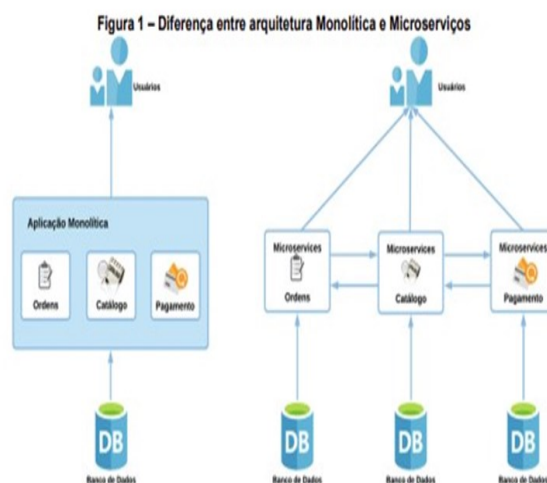 Figura 1 – Diferença entre arquitetura Monolítica e Microserviços
Usuários
Usuários
Aplicação Monolítica
Ordens
Catálogo
Pagamento
Microservices
Ordens
Microservices
Catálogo
Microservices
Pagamento
DB
Banco de Dados
DB
Banco de Dados
DB
Banco de Dados
DB
Banco de Dados